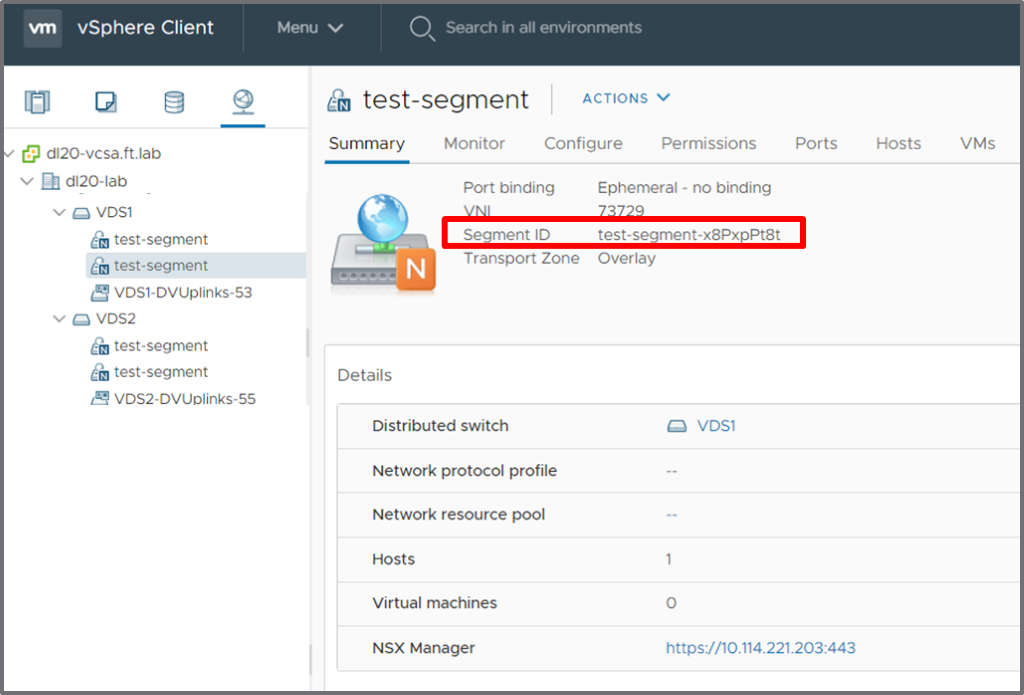 vm vSphere Client Menu Search in all environments
dl20-vcsa.ft.lab
dl20-lab
VDS1
test-segment
test-segment
VDS1-DVUplinks-53
VDS2
test-segment
test-segment
VDS2-DVUplinks-55
N test-segment ACTIONS
Summary Monitor Configure Permissions Ports Hosts VMs
N
Port binding Ephemeral - no binding
VNI 73729
Segment ID test-segment-x8PxpPt8t
Transport Zone Overlay
Details
Distributed switch VDS1
Network protocol profile --
Network resource pool --
Hosts 1
Virtual machines 0
NSX Manager https://10.114.221.203:443